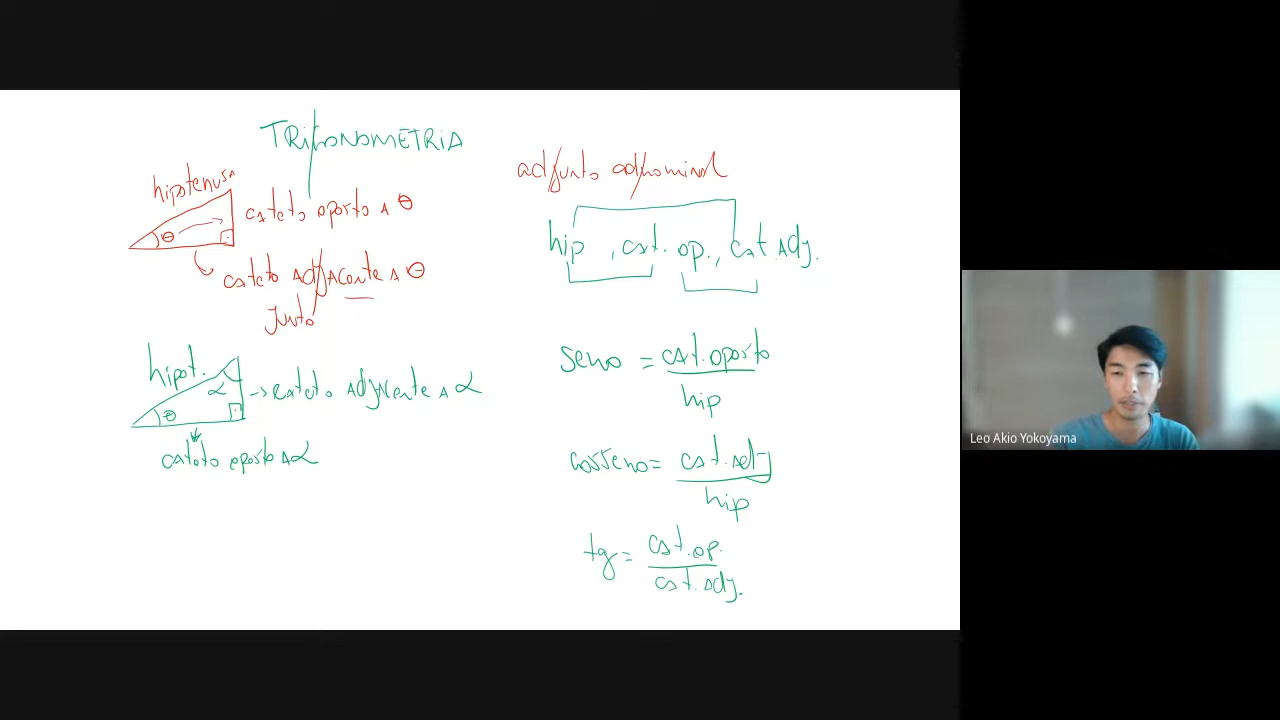 TRIGONOMETRIA
hipotenusa
cateto oposto a θ
θ
cateto adjacente a θ
junto
hipot.
α
θ
cateto adjacente a α
cateto oposto a α
adjunto adnominal
hip, cat. op., cat adj.
seno = cat.oposto
hip
cosseno = cat.adj
hip
tg = cat.op.
cat.adj.
Leo Akio Yokoyama